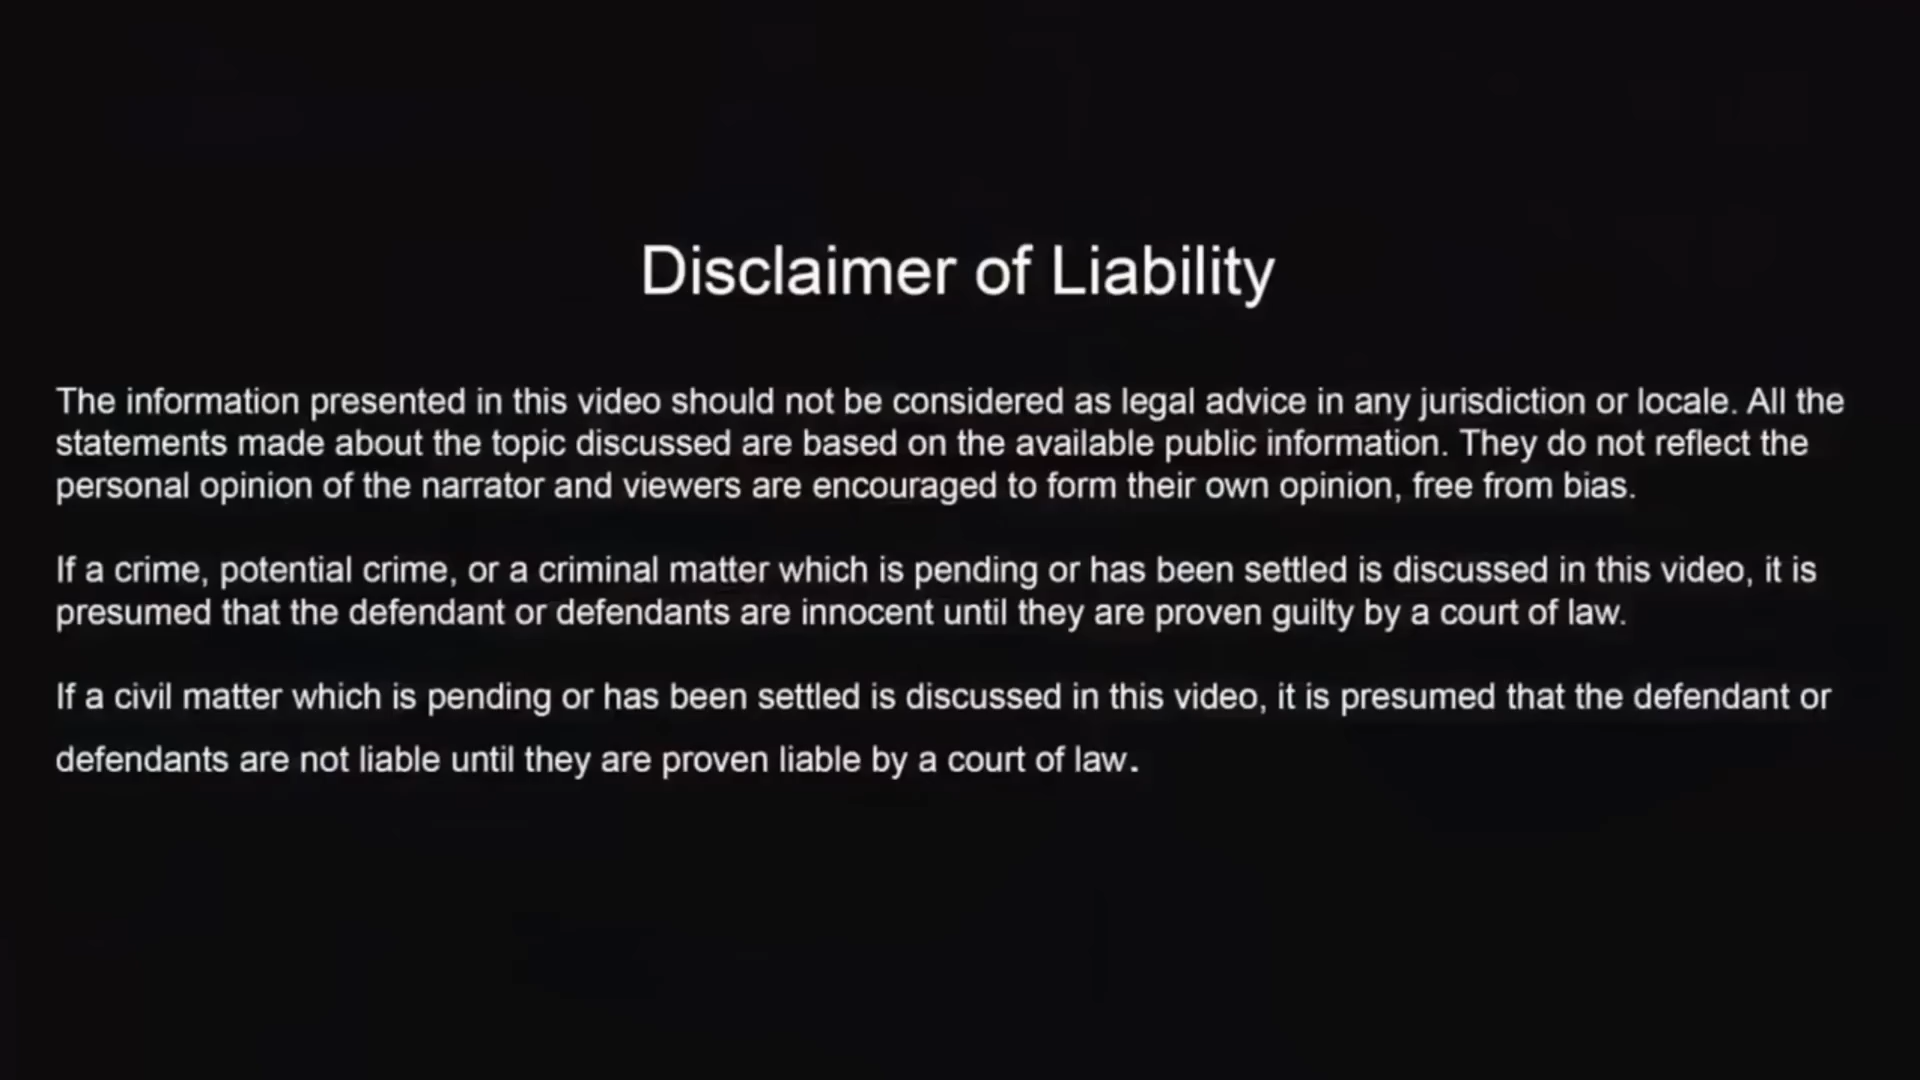 Disclaimer of Liability
The information presented in this video should not be considered as legal advice in any jurisdiction or locale. All the
statements made about the topic discussed are based on the available public information. They do not reflect the
personal opinion of the narrator and viewers are encouraged to form their own opinion, free from bias.
If a crime, potential crime, or a criminal matter which is pending or has been settled is discussed in this video, it is
presumed that the defendant or defendants are innocent until they are proven guilty by a court of law.
If a civil matter which is pending or has been settled is discussed in this video, it is presumed that the defendant or
defendants are not liable until they are proven liable by a court of law.